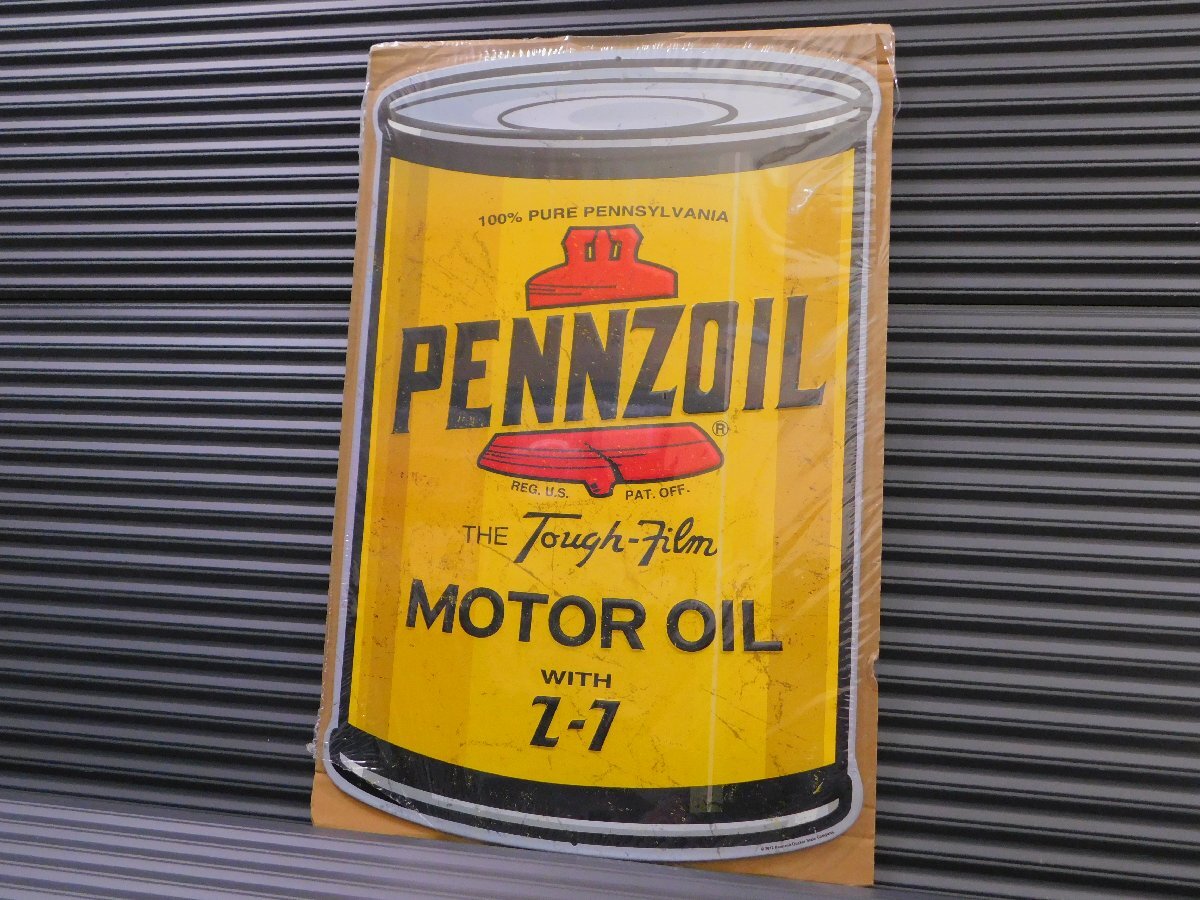 100% PURE PENNSYLVANIA
PENNZOIL
®
REG. U.S. PAT. OFF.
THE Tough-Film
MOTOR OIL
WITH
Z-7